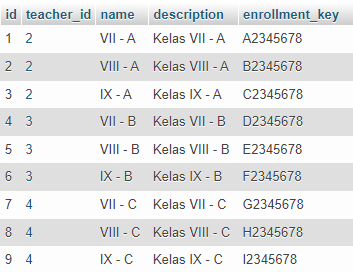 id teacher_id name description enrollment_key
1 2 VII - A Kelas VII - A A2345678
2 2 VIII - A Kelas VIII - A B2345678
3 2 IX - A Kelas IX - A C2345678
4 3 VII - B Kelas VII - B D2345678
5 3 VIII - B Kelas VIII - B E2345678
6 3 IX - B Kelas IX - B F2345678
7 4 VII - C Kelas VII - C G2345678
8 4 VIII - C Kelas VIII - C H2345678
9 4 IX - C Kelas IX - C I2345678